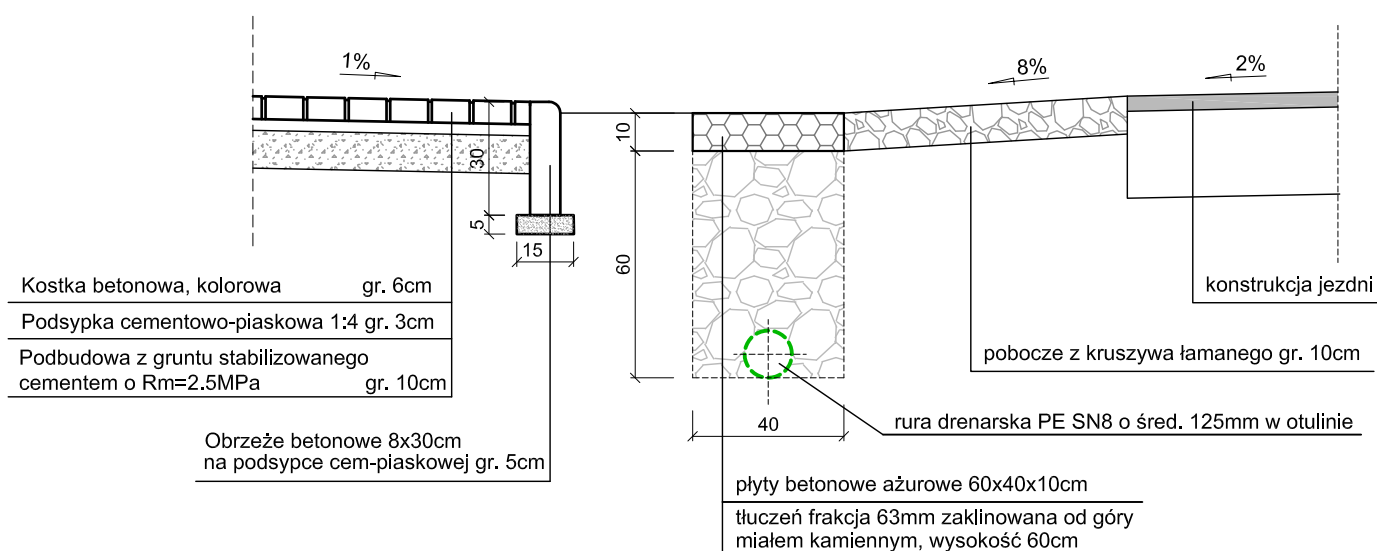 1%
8%
2%
10
30
5
15
60
40
Kostka betonowa, kolorowa gr. 6cm
Podsypka cementowo-piaskowa 1:4 gr. 3cm
Podbudowa z gruntu stabilizowanego
cementem o Rm=2.5MPa gr. 10cm
Obrzeże betonowe 8x30cm
na podsypce cem-piaskowej gr. 5cm
konstrukcja jezdni
pobocze z kruszywa łamanego gr. 10cm
rura drenarska PE SN8 o śred. 125mm w otulinie
płyty betonowe ażurowe 60x40x10cm
tłuczeń frakcja 63mm zaklinowana od góry
miałem kamiennym, wysokość 60cm